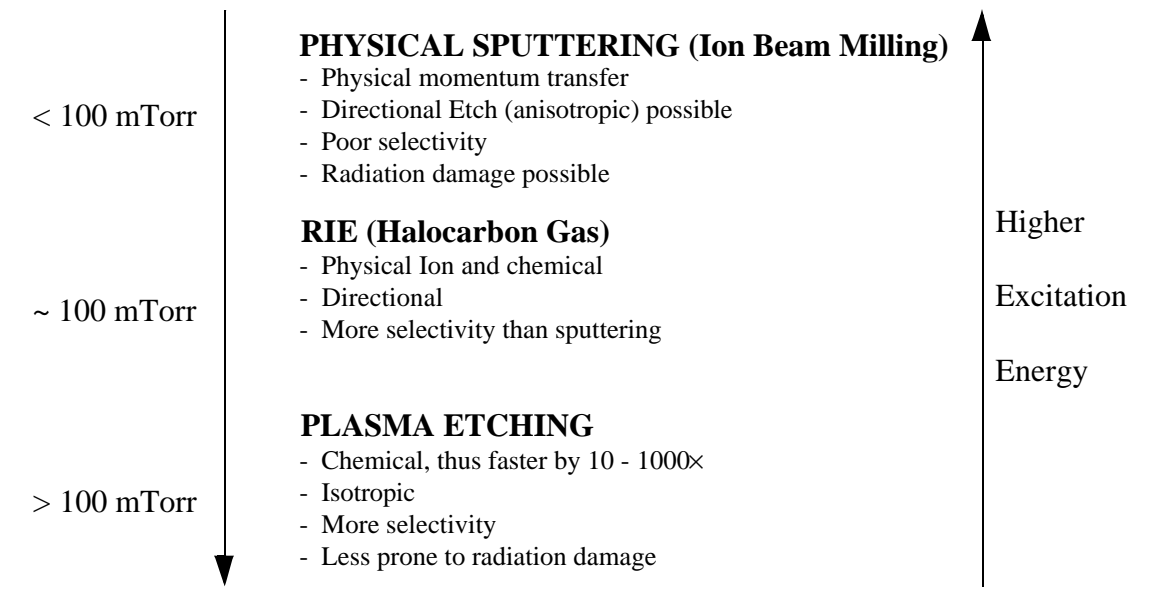 PHYSICAL SPUTTERING (Ion Beam Milling)
- Physical momentum transfer
< 100 mTorr
- Directional Etch (anisotropic) possible
- Poor selectivity
- Radiation damage possible
RIE (Halocarbon Gas)
- Physical Ion and chemical
~ 100 mTorr
- Directional
- More selectivity than sputtering
Higher
Excitation
Energy
PLASMA ETCHING
- Chemical, thus faster by 10 - 1000×
> 100 mTorr
- Isotropic
- More selectivity
- Less prone to radiation damage